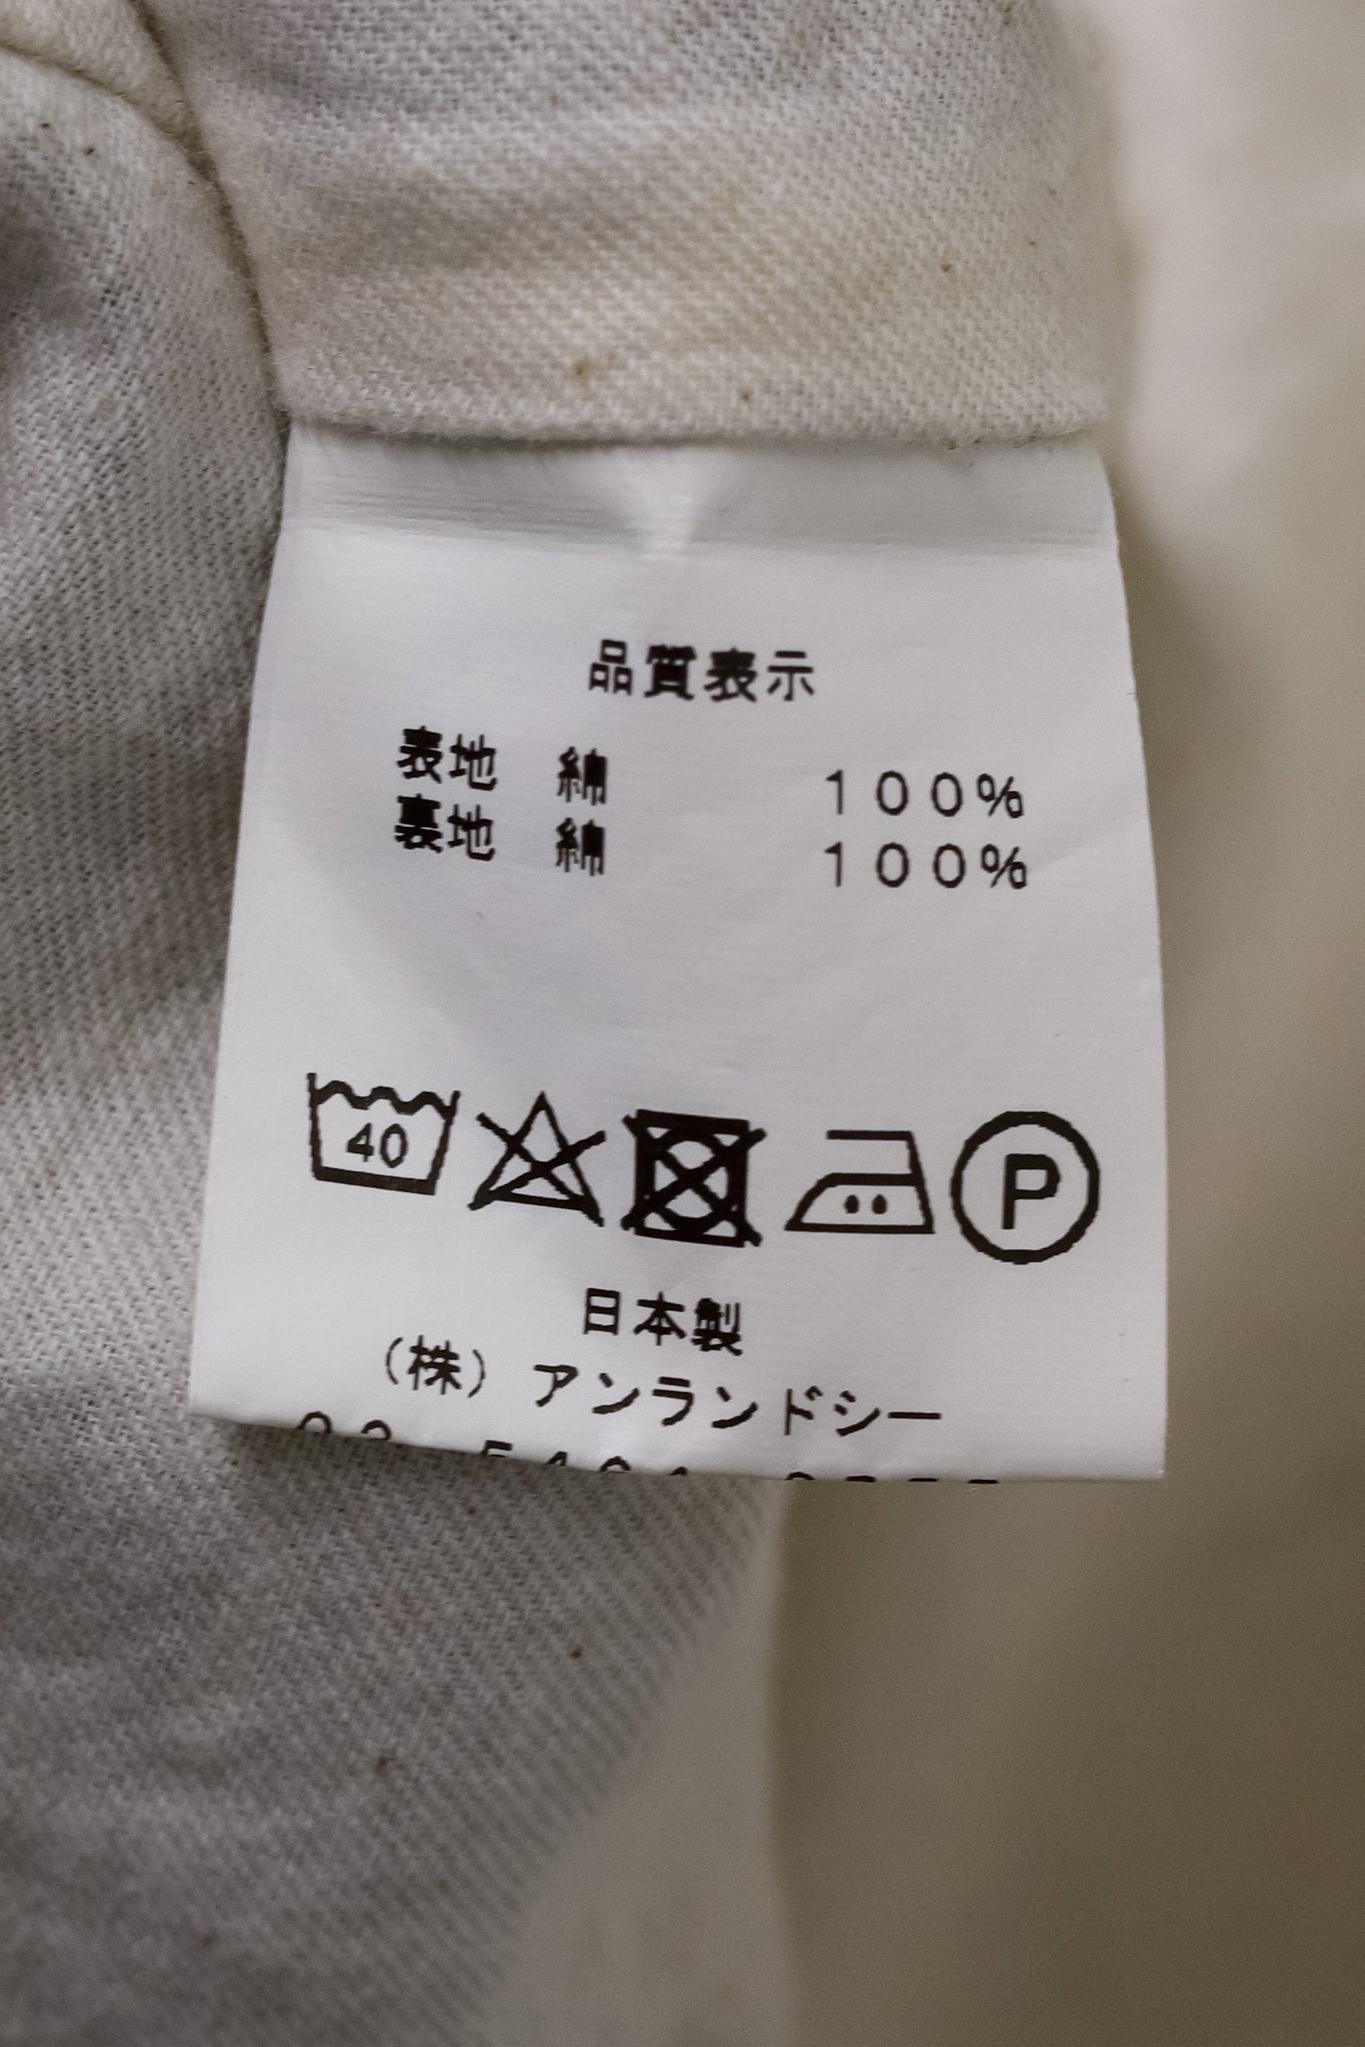 品質表示
表地 綿 100%
裏地 綿 100%
40
P
日本製
(株) アンランドシー